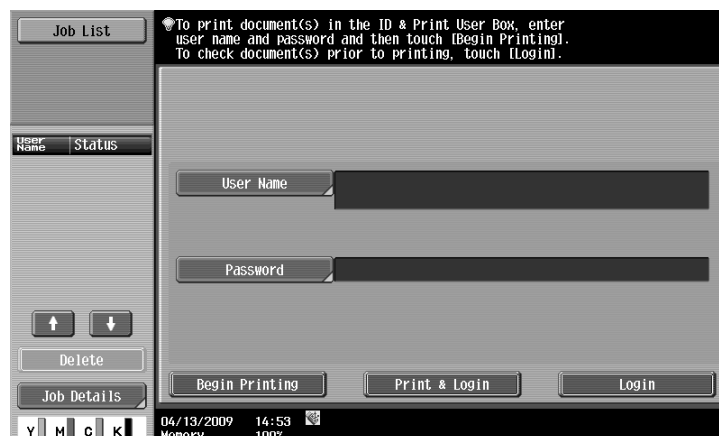 Job List
To print document(s) in the ID & Print User Box, enter
user name and password and then touch [Begin Printing].
To check document(s) prior to printing, touch [Login].
User Name Status
User Name
Password
Delete
Job Details
Begin Printing Print & Login Login
Y M C K
04/13/2009 14:53
Memory 100%